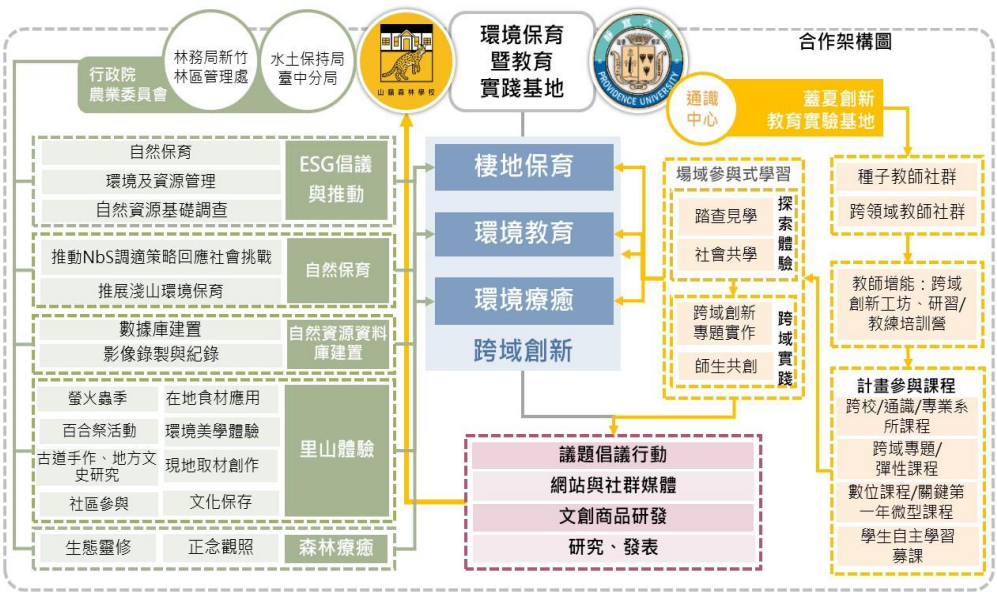 合作架構圖
行政院
農業委員會
林務局新竹
林區管理處
水土保持局
臺中分局
山貓森林學校
環境保育
暨教育
實踐基地
靜宜大學
PROVIDENCE UNIVERSITY
通識
中心
蓋夏創新
教育實驗基地
自然保育
環境及資源管理
自然資源基礎調查
ESG倡議
與推動
推動NbS調適策略回應社會挑戰
推展淺山環境保育
自然保育
數據庫建置
影像錄製與紀錄
自然資源資料
庫建置
螢火蟲季
在地食材應用
百合祭活動
環境美學體驗
古道手作、地方文
史研究
現地取材創作
社區參與
文化保存
里山體驗
生態靈修
正念觀照
森林療癒
棲地保育
環境教育
環境療癒
跨域創新
場域參與式學習
踏查見學
社會共學
探索體驗
跨域創新
專題實作
師生共創
跨域實踐
議題倡議行動
網站與社群媒體
文創商品研發
研究、發表
種子教師社群
跨領域教師社群
教師增能：跨域
創新工坊、研習/
教練培訓營
計畫參與課程
跨校/通識/專業系
所課程
跨域專題/
彈性課程
數位課程/關鍵第
一年微型課程
學生自主學習
募課